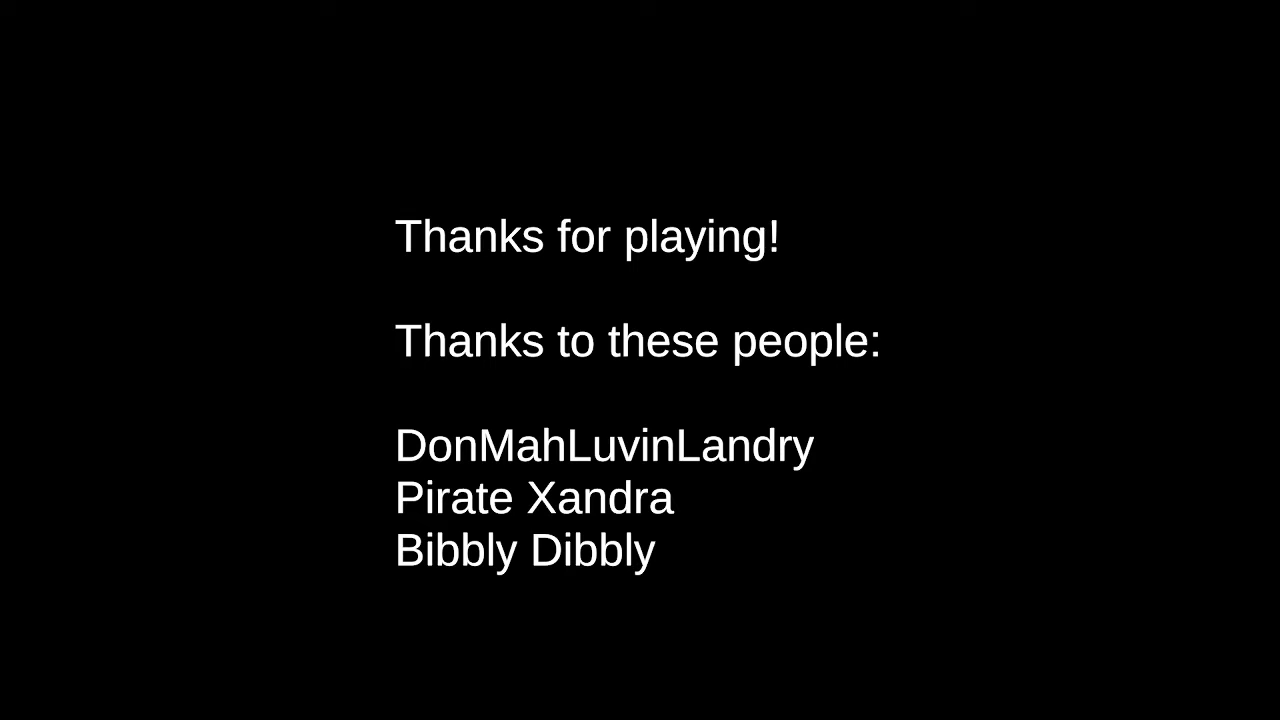 Thanks for playing!
Thanks to these people:
DonMahLuvinLandry
Pirate Xandra
Bibbly Dibbly